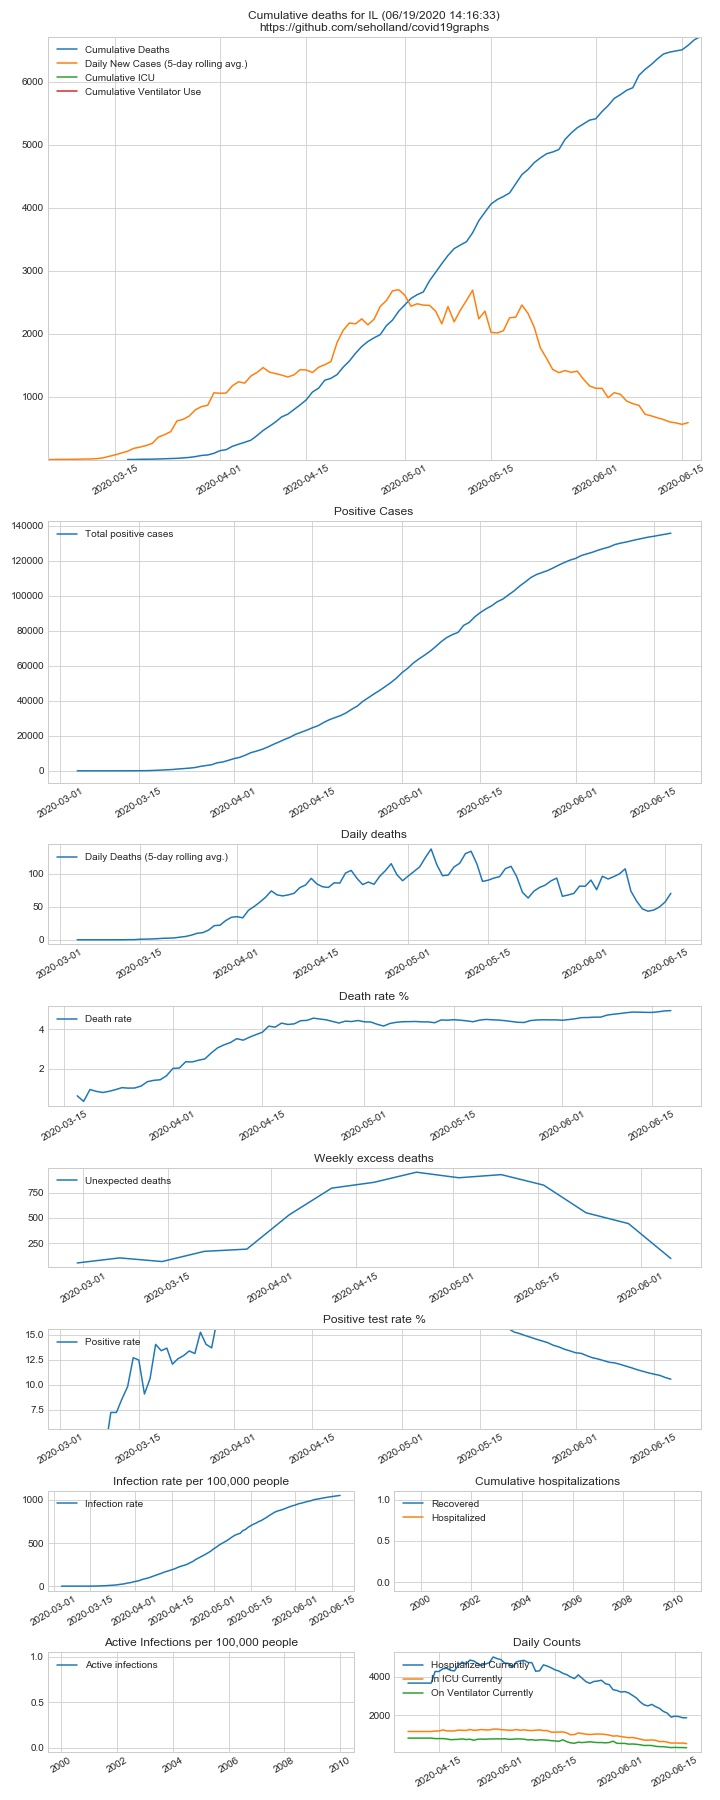 Cumulative deaths for IL (06/19/2020 14:16:33)
https://github.com/seholland/covid19graphs
Cumulative Deaths
Daily New Cases (5-day rolling avg.)
Cumulative ICU
Cumulative Ventilator Use
6000
5000
4000
3000
2000
1000
2020-03-15 2020-04-01 2020-04-15 2020-05-01 2020-05-15 2020-06-01 2020-06-15
Positive Cases
Total positive cases
140000
120000
100000
80000
60000
40000
20000
0
2020-03-01 2020-03-15 2020-04-01 2020-04-15 2020-05-01 2020-05-15 2020-06-01 2020-06-15
Daily deaths
Daily Deaths (5-day rolling avg.)
100
50
0
2020-03-01 2020-03-15 2020-04-01 2020-04-15 2020-05-01 2020-05-15 2020-06-01 2020-06-15
Death rate %
Death rate
4
2
2020-03-15 2020-04-01 2020-04-15 2020-05-01 2020-05-15 2020-06-01 2020-06-15
Weekly excess deaths
Unexpected deaths
750
500
250
2020-03-01 2020-03-15 2020-04-01 2020-04-15 2020-05-01 2020-05-15 2020-06-01
Positive test rate %
Positive rate
15.0
12.5
10.0
7.5
2020-03-01 2020-03-15 2020-04-01 2020-04-15 2020-05-01 2020-05-15 2020-06-01 2020-06-15
Infection rate per 100,000 people
Infection rate
1000
500
0
2020-03-01 2020-03-15 2020-04-01 2020-04-15 2020-05-01 2020-05-15 2020-06-01 2020-06-15
Cumulative hospitalizations
Recovered
Hospitalized
1.0
0.5
0.0
2000 2002 2004 2006 2008 2010
Active Infections per 100,000 people
Active infections
1.0
0.5
0.0
2000 2002 2004 2006 2008 2010
Daily Counts
Hospitalized Currently
In ICU Currently
On Ventilator Currently
4000
2000
2020-04-15 2020-05-01 2020-05-15 2020-06-01 2020-06-15